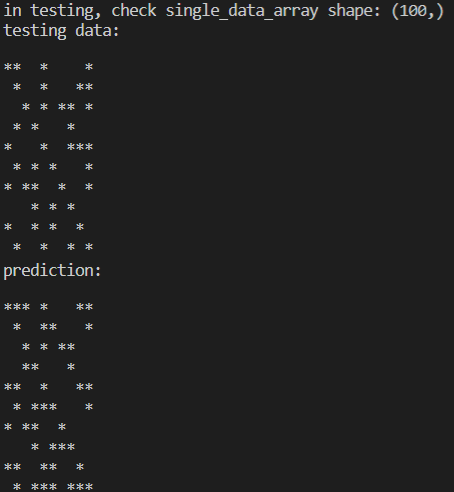 in testing, check single_data_array shape: (100,)
testing data:

**  *    *
 *  *   **
  * * ** *
 * *   *
*   *  ***
 * * *   *
* **  *  *
   * * *
*  * *  *
 *  *  * *
prediction:

*** *   **
 *  **   *
  * * **
  **   *
**  *   **
 * ***   *
* **  *
   * ***
**  **  *
 * *** ***